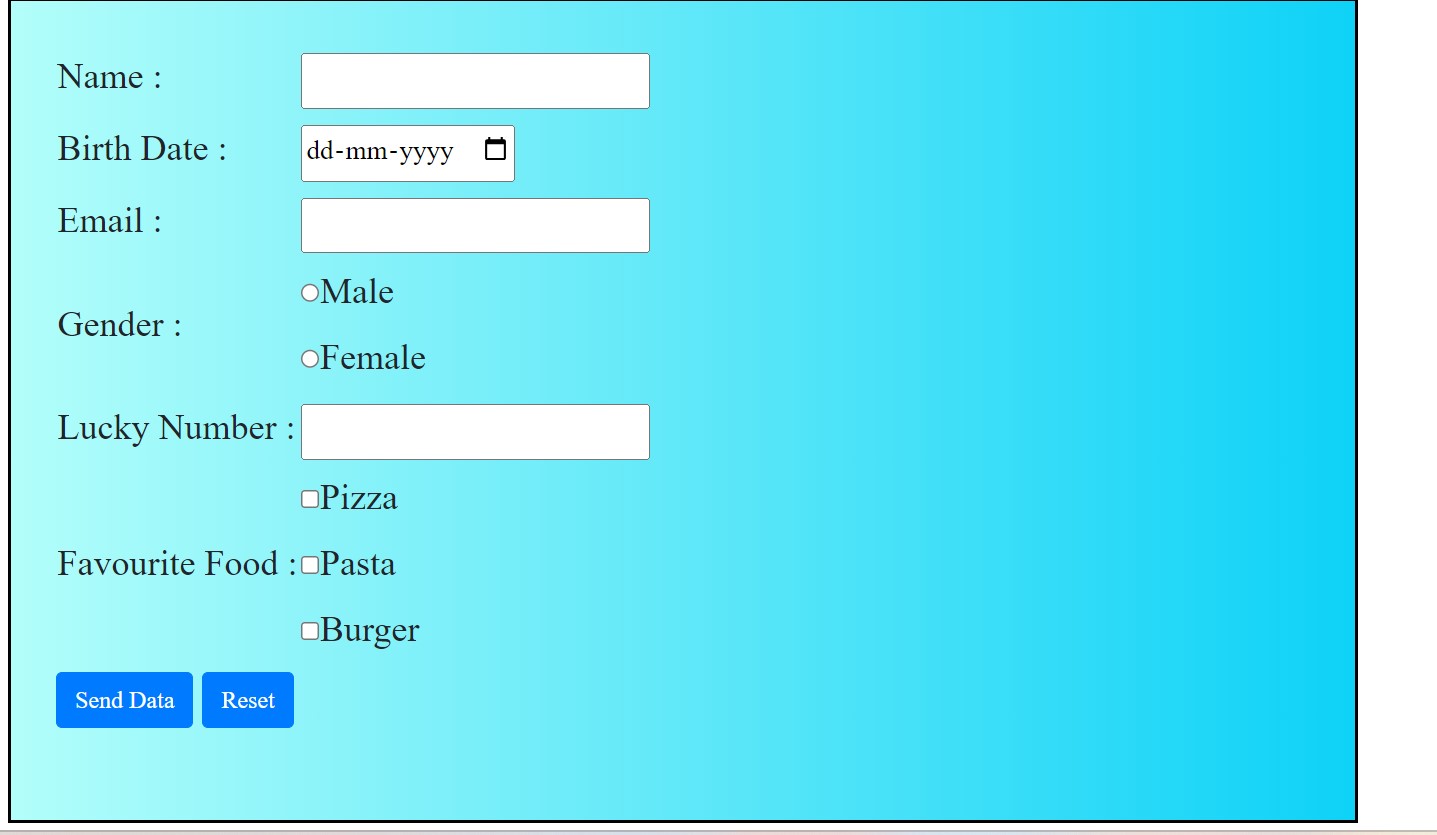 Name :
Birth Date : dd-mm-yyyy
Email :
Male
Gender :
Female
Lucky Number :
Pizza
Favourite Food : Pasta
Burger
Send Data Reset